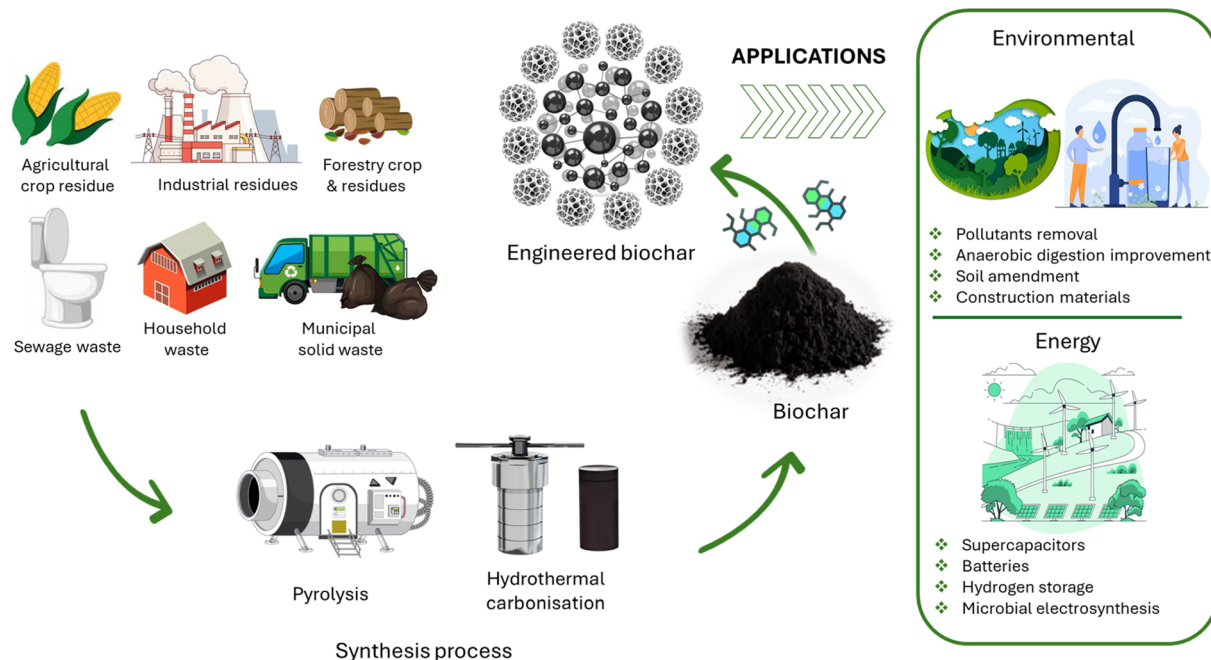 Agricultural
crop residue
Industrial residues
Forestry crop
& residues
Sewage waste
Household
waste
Municipal
solid waste
Pyrolysis
Hydrothermal
carbonisation
Synthesis process
Biochar
Engineered biochar
APPLICATIONS
Environmental
Pollutants removal
Anaerobic digestion improvement
Soil amendment
Construction materials
Energy
Supercapacitors
Batteries
Hydrogen storage
Microbial electrosynthesis